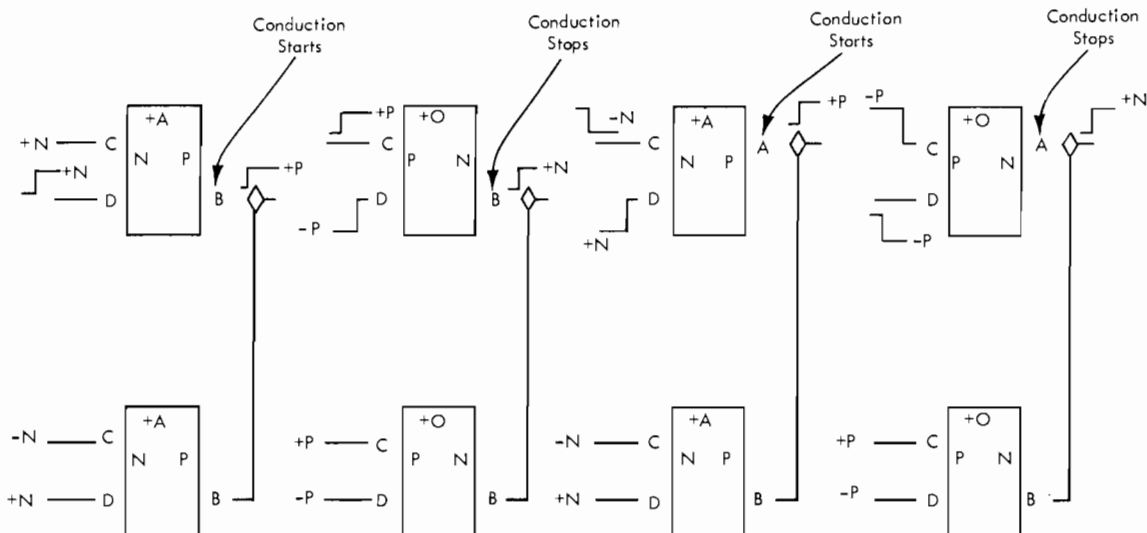 Conduction
Starts
Conduction
Stops
Conduction
Starts
Conduction
Stops
+A
+N C
N P
+N
D
B
+P
+O
+P
C
P N
-P
D
B
+N
+A
-N
C
N P
+N
D
A
+P
+O
-P
C
P N
D
-P
A
+N
+A
-N C
N P
+N D
B
+O
+P C
P N
-P D
B
+A
-N C
N P
+N D
B
+O
+P C
P N
-P D
B